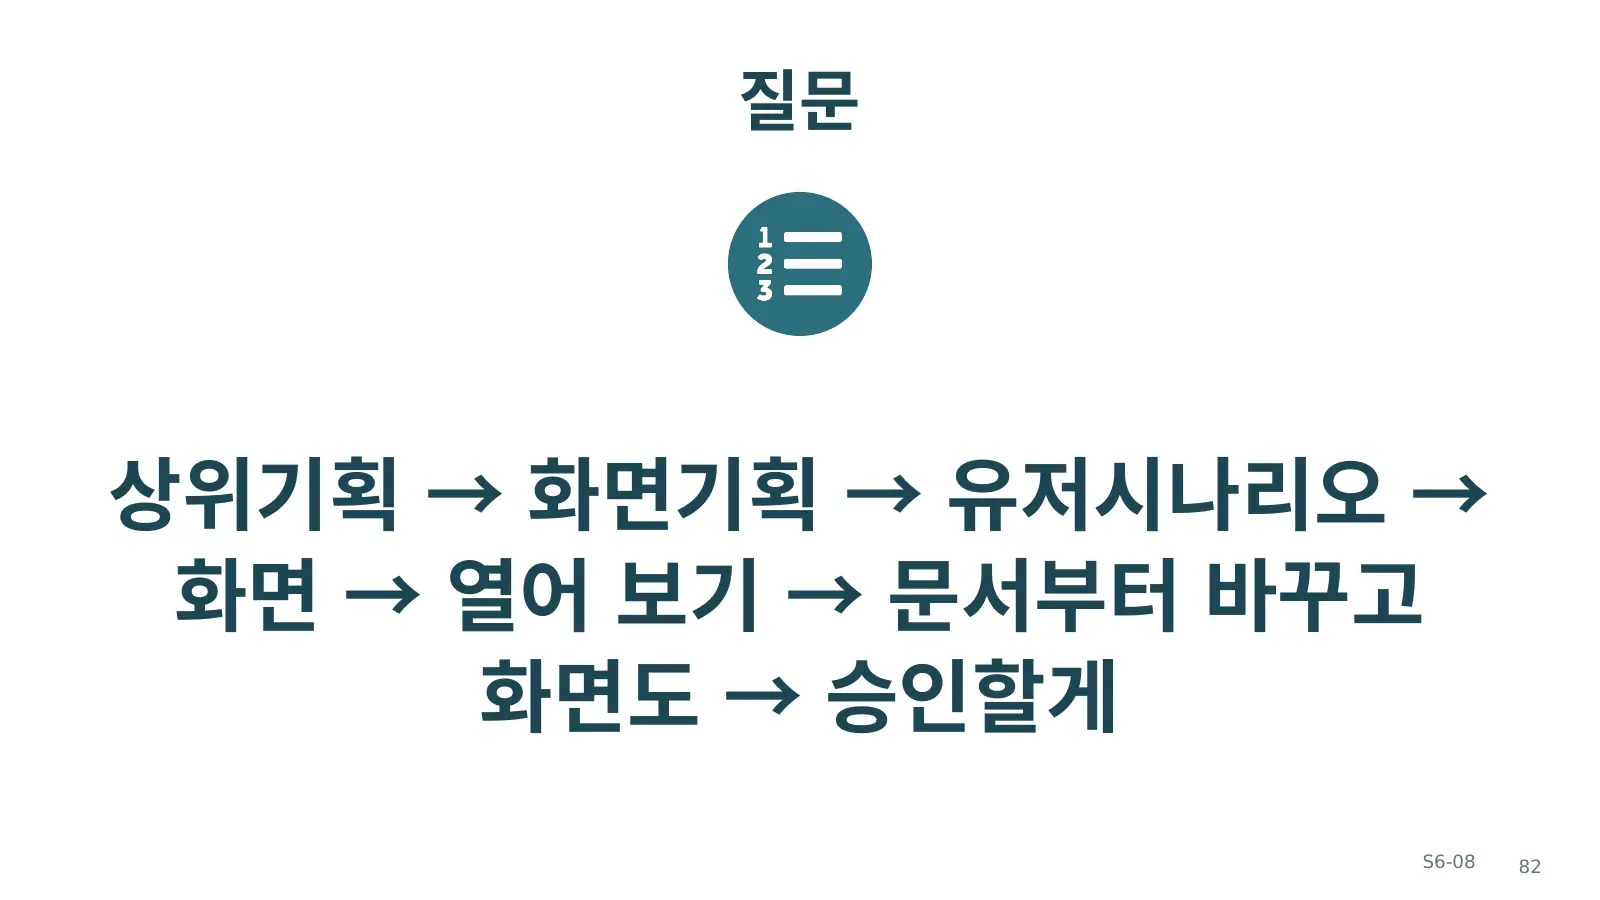 질문
1
2
3
상위기획 → 화면기획 → 유저시나리오 →
화면 → 열어 보기 → 문서부터 바꾸고
화면도 → 승인할게
S6-08
82